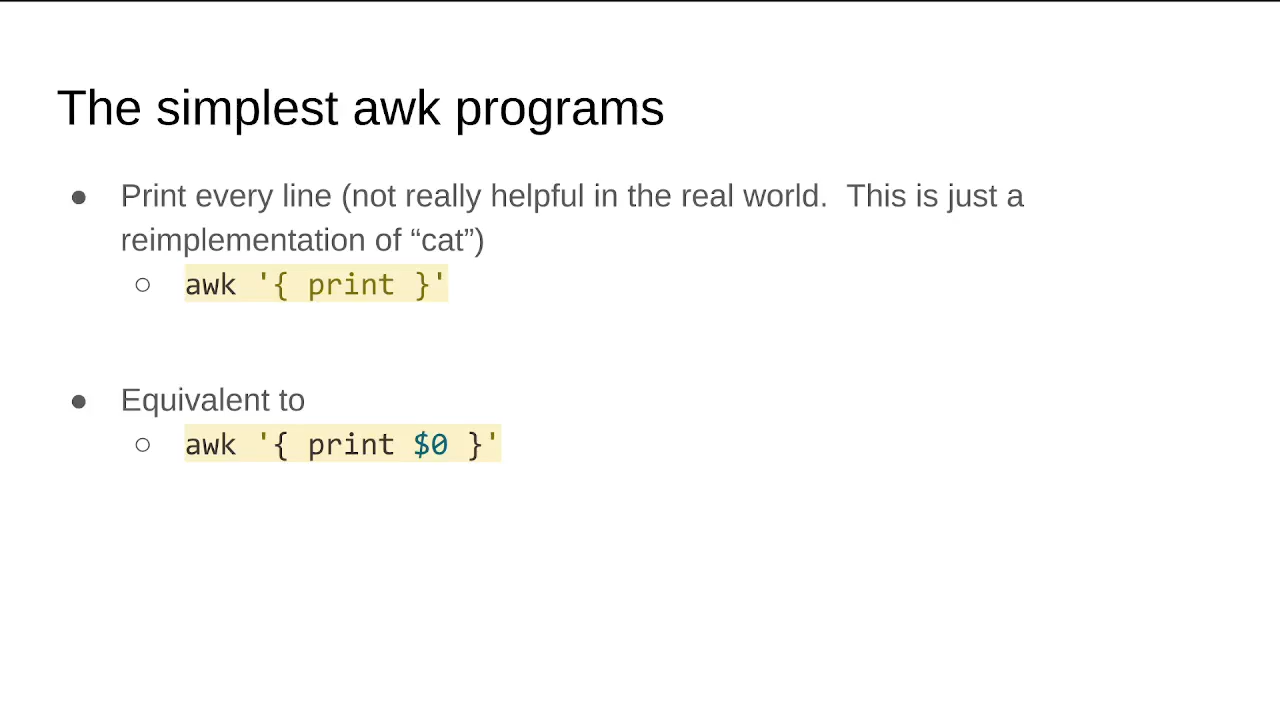 The simplest awk programs
● Print every line (not really helpful in the real world.  This is just a
reimplementation of “cat”)
○ awk '{ print }'
● Equivalent to
○ awk '{ print $0 }'